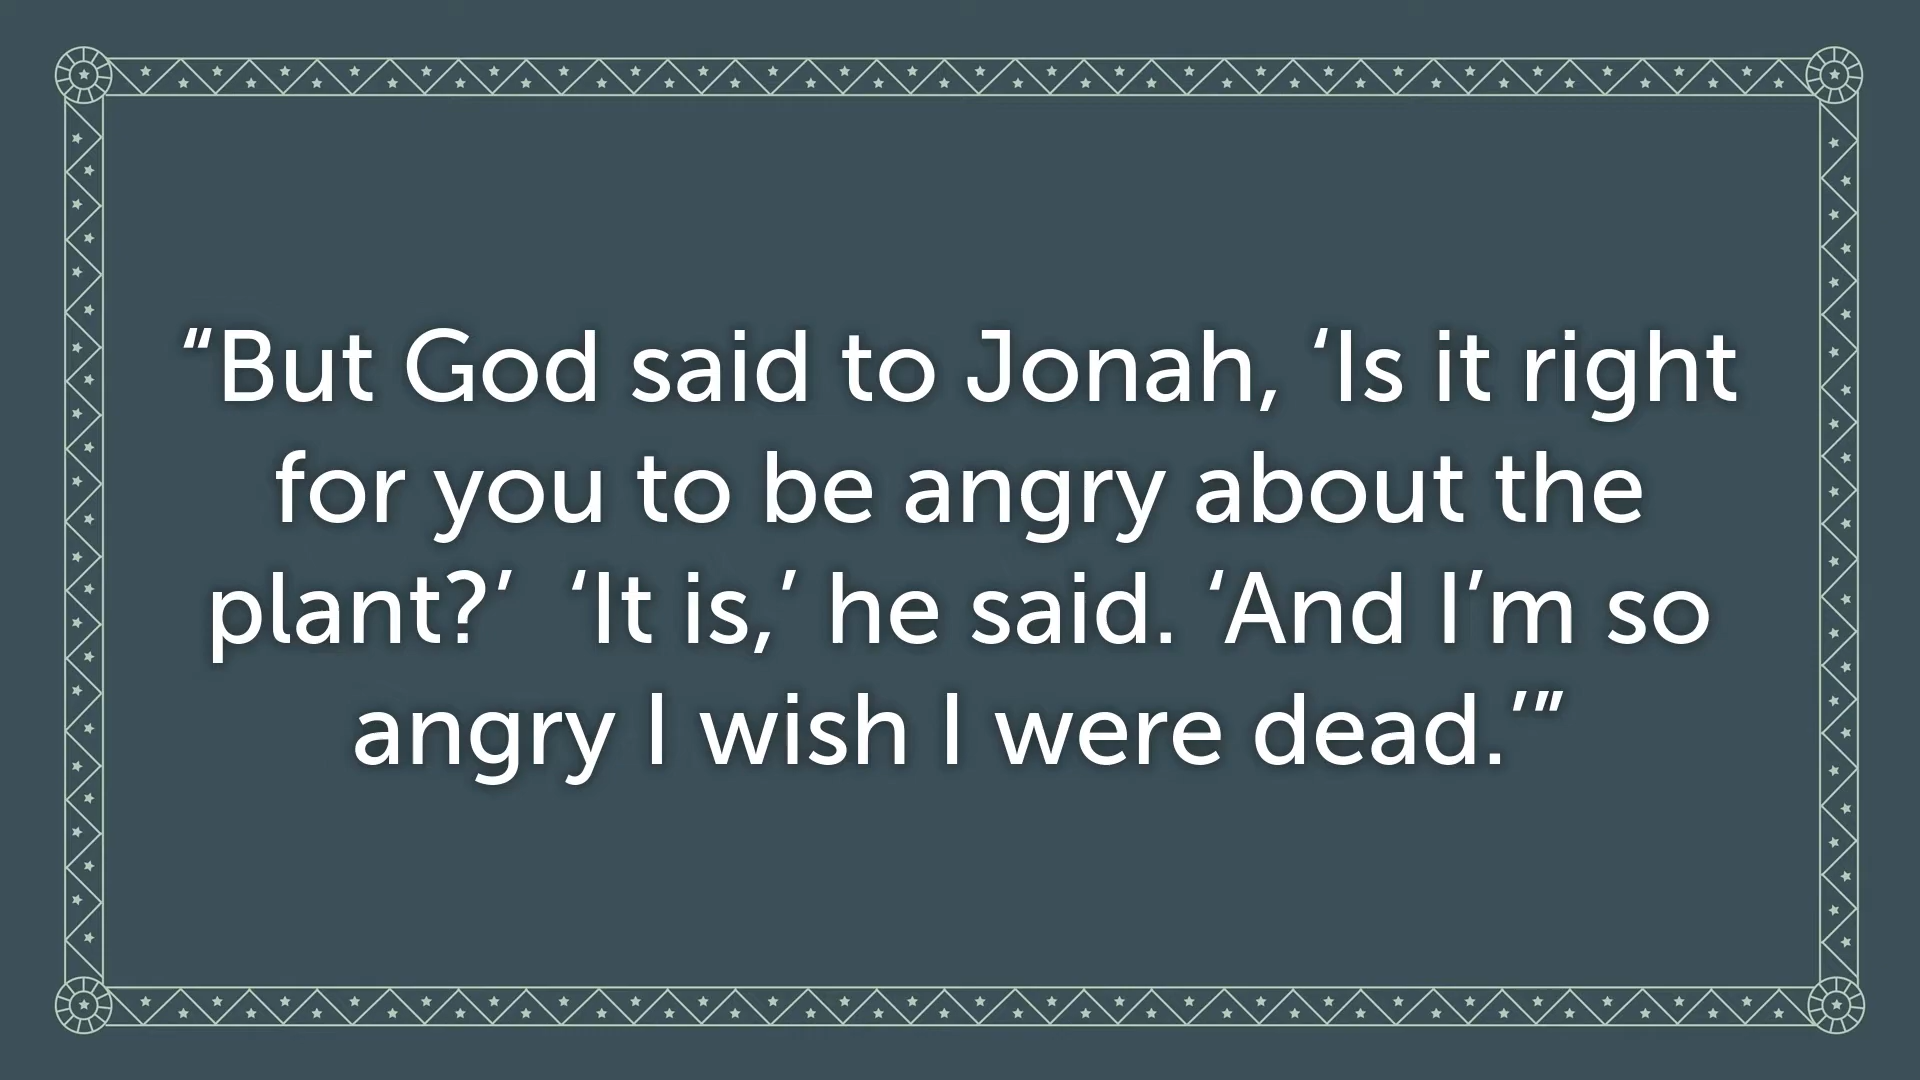 “But God said to Jonah, ‘Is it right
for you to be angry about the
plant?’  ‘It is,’ he said. ‘And I’m so
angry I wish I were dead.’”